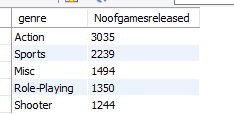 genre Noofgamesreleased
Action 3035
Sports 2239
Misc 1494
Role-Playing 1350
Shooter 1244